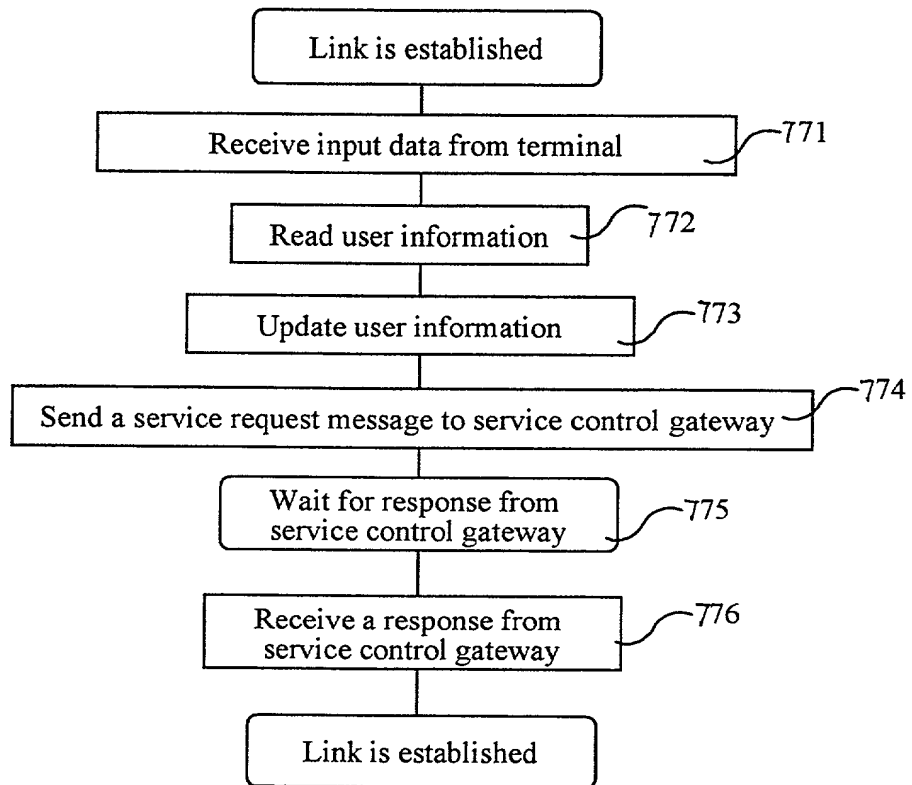 Link is established
Receive input data from terminal
771
Read user information
772
Update user information
773
Send a service request message to service control gateway
774
Wait for response from
service control gateway
775
Receive a response from
service control gateway
776
Link is established